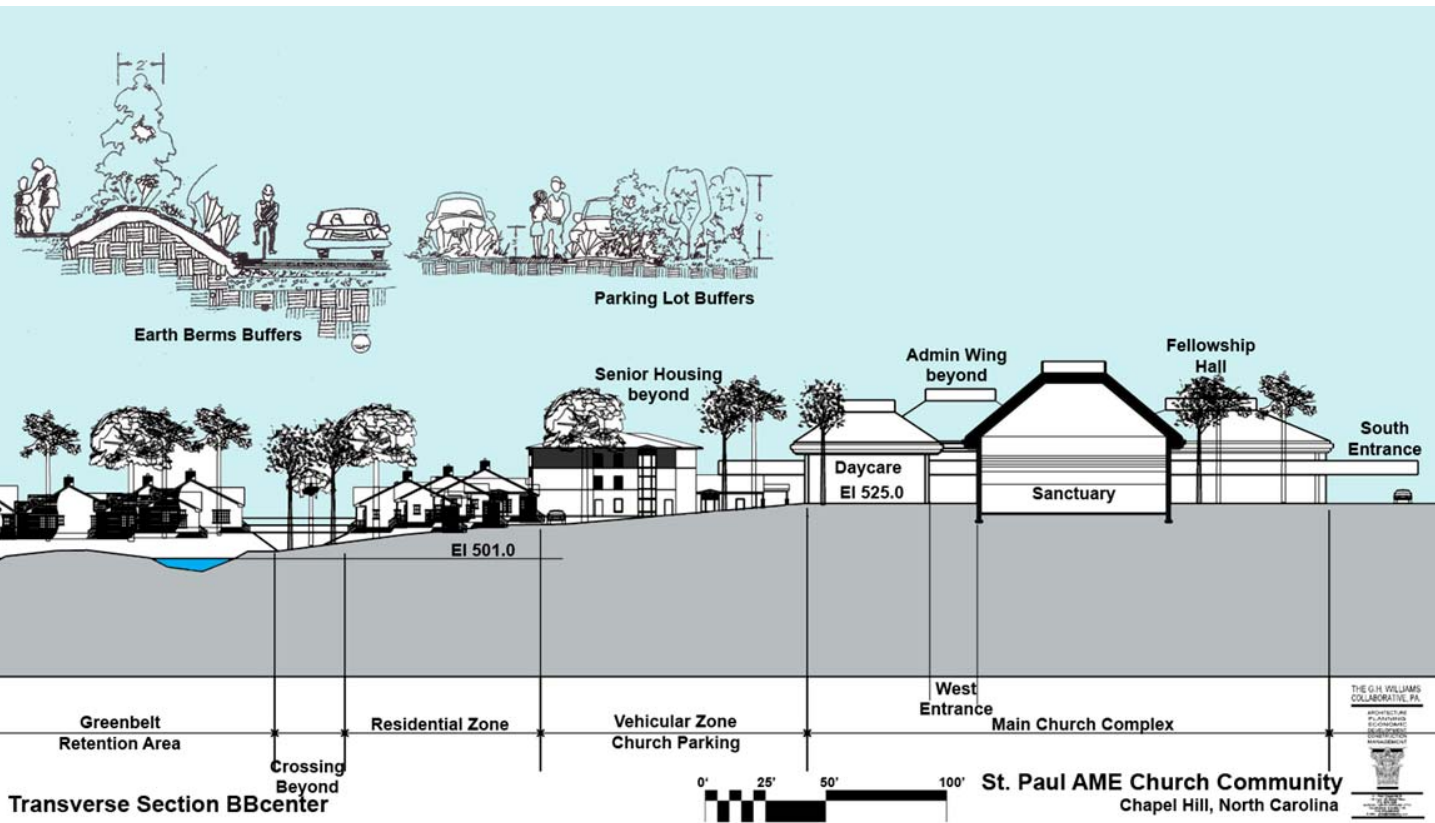 2'
Parking Lot Buffers
Earth Berms Buffers
Senior Housing
beyond
Admin Wing
beyond
Fellowship
Hall
South
Entrance
Daycare
El 525.0
Sanctuary
El 501.0
Greenbelt
Retention Area
Crossing
Beyond
Residential Zone
Vehicular Zone
Church Parking
West
Entrance
Main Church Complex
THE G.H. WILLIAMS
COLLABORATIVE, P.A.
ARCHITECTURE
PLANNING
ECONOMIC
DEVELOPMENT
CONSTRUCTION
MANAGEMENT
Transverse Section BBcenter
0' 25' 50' 100'
St. Paul AME Church Community
Chapel Hill, North Carolina